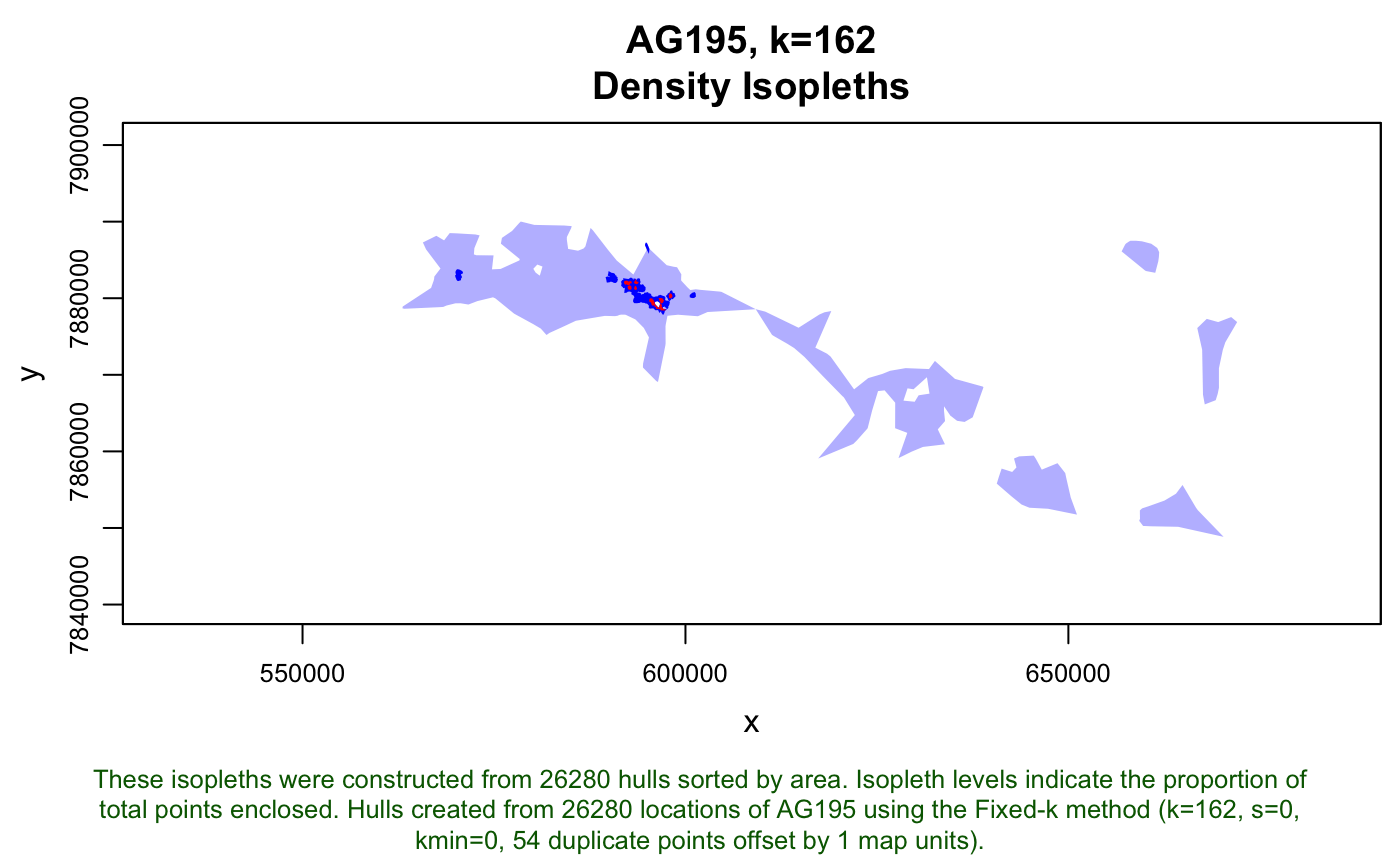 AG195, k=162
Density Isopleths
7900000
7880000
7860000
7840000
y
550000
600000
650000
x
These isopleths were constructed from 26280 hulls sorted by area. Isopleth levels indicate the proportion of
total points enclosed. Hulls created from 26280 locations of AG195 using the Fixed-k method (k=162, s=0,
kmin=0, 54 duplicate points offset by 1 map units).